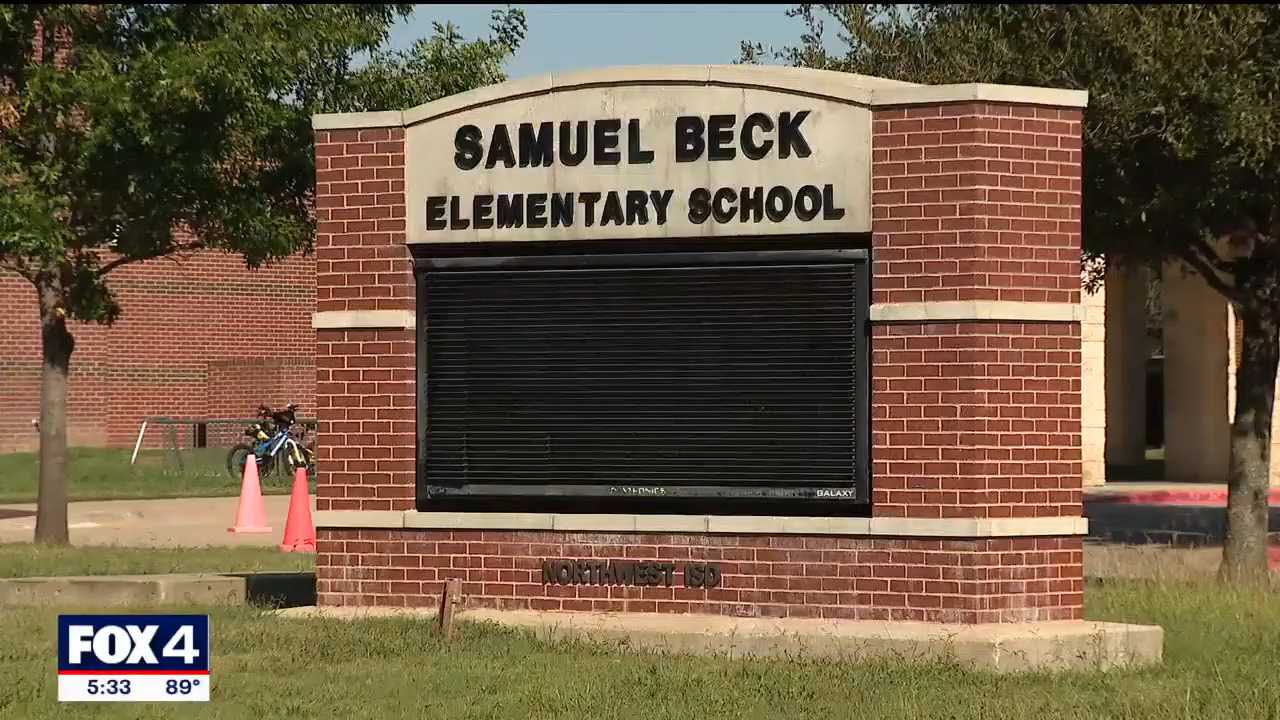 SAMUEL BECK
ELEMENTARY SCHOOL
GALAXY
NORTHWEST ISD
FOX 4
5:33 89°